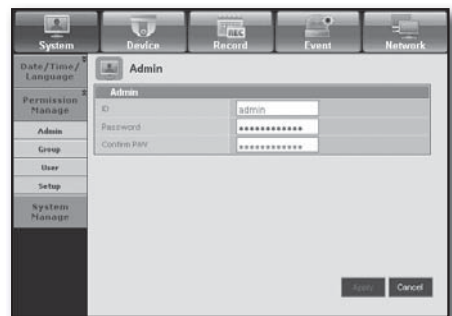 System
Device
Record
Event
Network
REC
Date/Time/
Language
Permission
Manage
Admin
Group
User
Setup
System
Manage
Admin
Admin
ID
admin
Password
************
Confirm P/W
************
Apply
Cancel